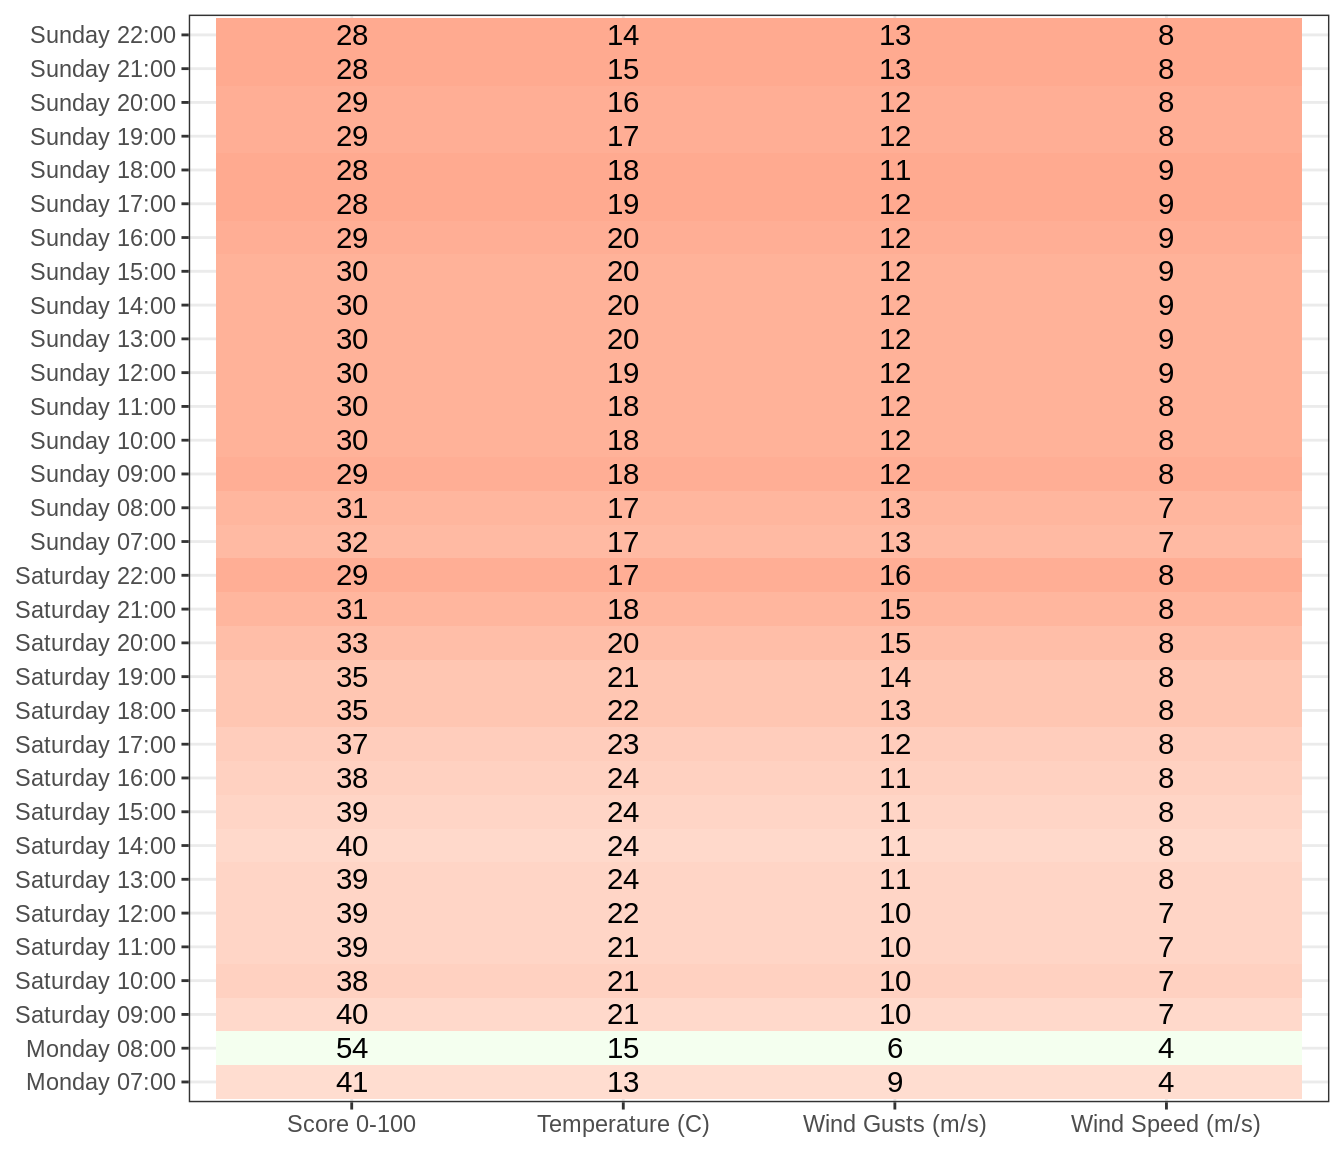 Sunday 22:00 28 14 13 8
Sunday 21:00 28 15 13 8
Sunday 20:00 29 16 12 8
Sunday 19:00 29 17 12 8
Sunday 18:00 28 18 11 9
Sunday 17:00 28 19 12 9
Sunday 16:00 29 20 12 9
Sunday 15:00 30 20 12 9
Sunday 14:00 30 20 12 9
Sunday 13:00 30 20 12 9
Sunday 12:00 30 19 12 9
Sunday 11:00 30 18 12 8
Sunday 10:00 30 18 12 8
Sunday 09:00 29 18 12 8
Sunday 08:00 31 17 13 7
Sunday 07:00 32 17 13 7
Saturday 22:00 29 17 16 8
Saturday 21:00 31 18 15 8
Saturday 20:00 33 20 15 8
Saturday 19:00 35 21 14 8
Saturday 18:00 35 22 13 8
Saturday 17:00 37 23 12 8
Saturday 16:00 38 24 11 8
Saturday 15:00 39 24 11 8
Saturday 14:00 40 24 11 8
Saturday 13:00 39 24 11 8
Saturday 12:00 39 22 10 7
Saturday 11:00 39 21 10 7
Saturday 10:00 38 21 10 7
Saturday 09:00 40 21 10 7
Monday 08:00 54 15 6 4
Monday 07:00 41 13 9 4
Score 0-100 Temperature (C) Wind Gusts (m/s) Wind Speed (m/s)